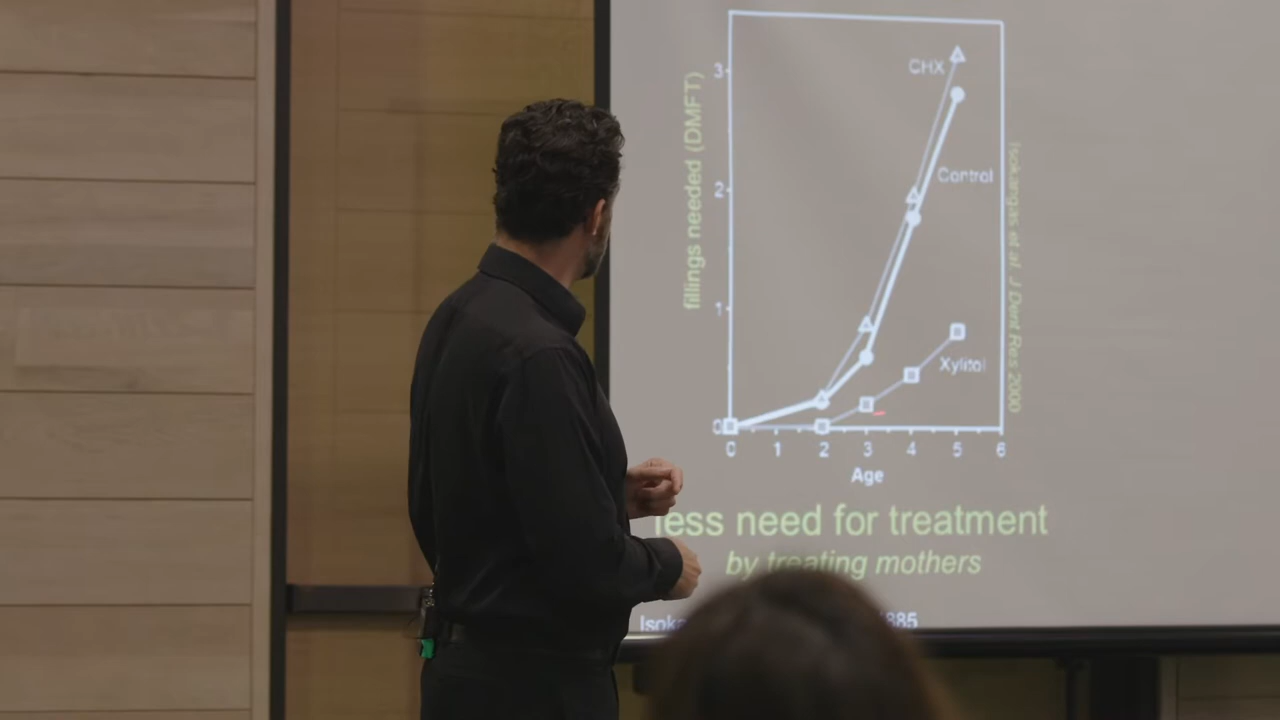 3
2
1
0
fillings needed (DMFT)
CHX
Control
Xylitol
0 1 2 3 4 5 6
Age
Isokangas et al J Dent Res 2000
less need for treatment
by treating mothers
885